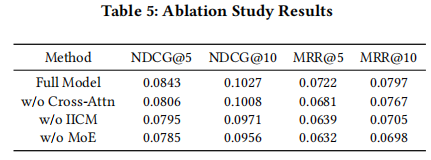 Table 5: Ablation Study Results
Method NDCG@5 NDCG@10 MRR@5 MRR@10
Full Model 0.0843 0.1027 0.0722 0.0797
w/o Cross-Attn 0.0806 0.1008 0.0681 0.0767
w/o IICM 0.0795 0.0971 0.0639 0.0705
w/o MoE 0.0785 0.0956 0.0632 0.0698